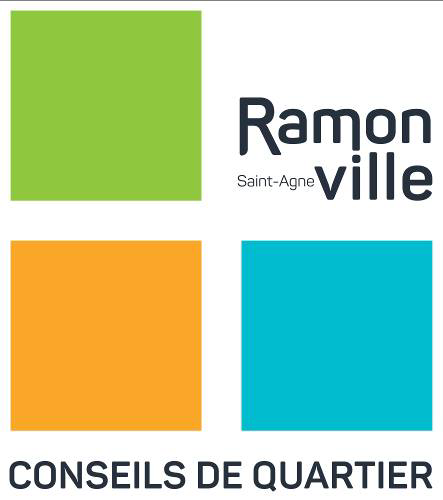 Ramon
Saint-Agne ville
CONSEILS DE QUARTIER